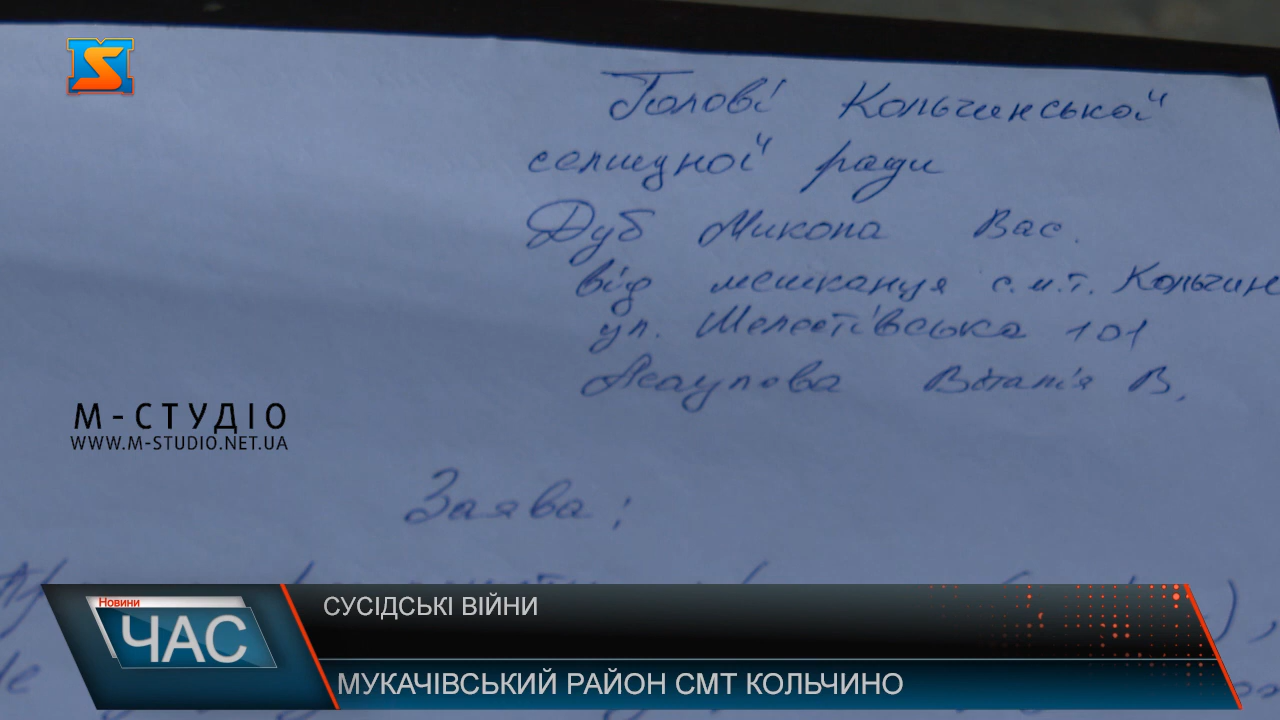 Голові Кольчинської
селищної ради
Дуб Микола Вас.
від мешканця с.м.т. Кольчин
ул. Шелестівська 101
Віталія В.
М-СТУДІО
WWW.M-STUDIO.NET.UA
Заява:
Новини
ЧАС
СУСІДСЬКІ ВІЙНИ
МУКАЧІВСЬКИЙ РАЙОН СМТ КОЛЬЧИНО